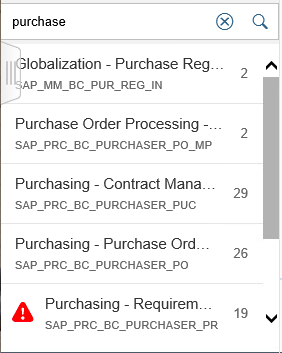 purchase
Globalization - Purchase Reg...
2
SAP_MM_BC_PUR_REG_IN
Purchase Order Processing -...
2
SAP_PRC_BC_PURCHASER_PO_MP
Purchasing - Contract Mana...
29
SAP_PRC_BC_PURCHASER_PUC
Purchasing - Purchase Ord...
26
SAP_PRC_BC_PURCHASER_PO
Purchasing - Requirem...
19
SAP_PRC_BC_PURCHASER_PR